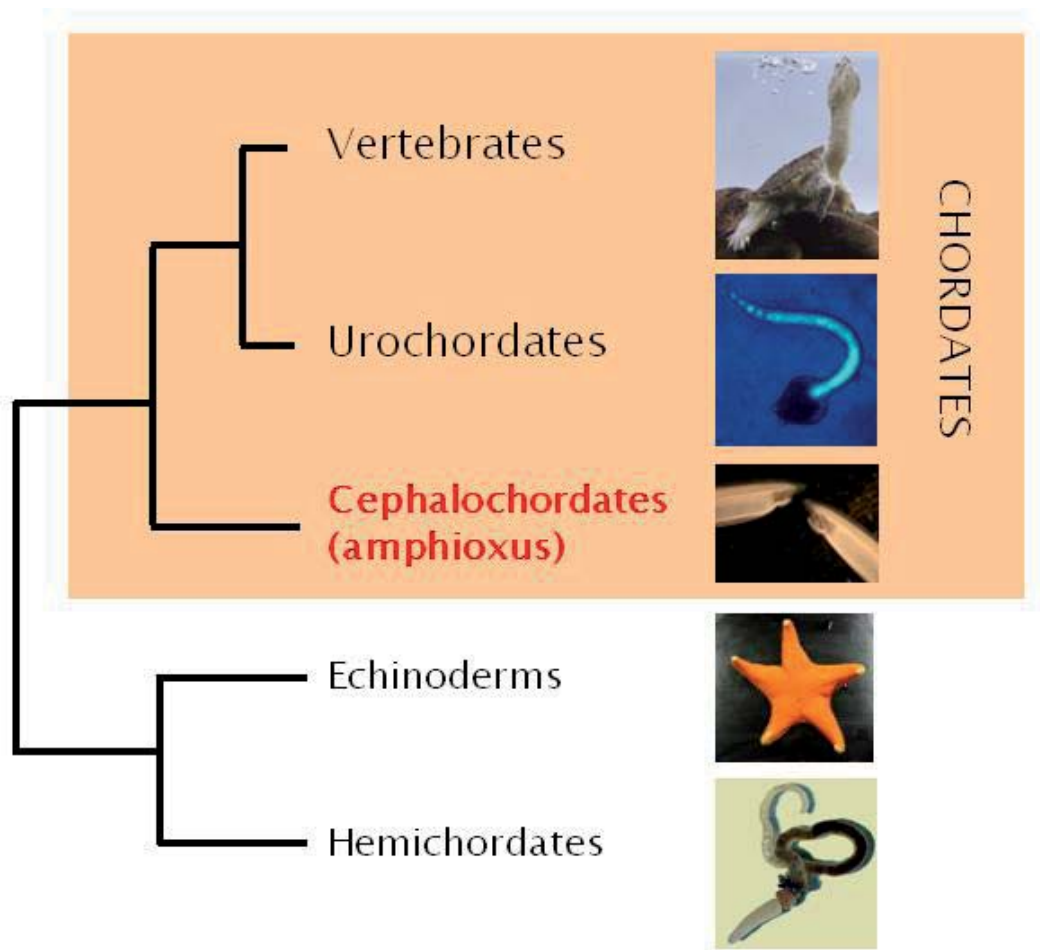 Vertebrates
Urochordates
Cephalochordates
(amphioxus)
CHORDATES
Echinoderms
Hemichordates